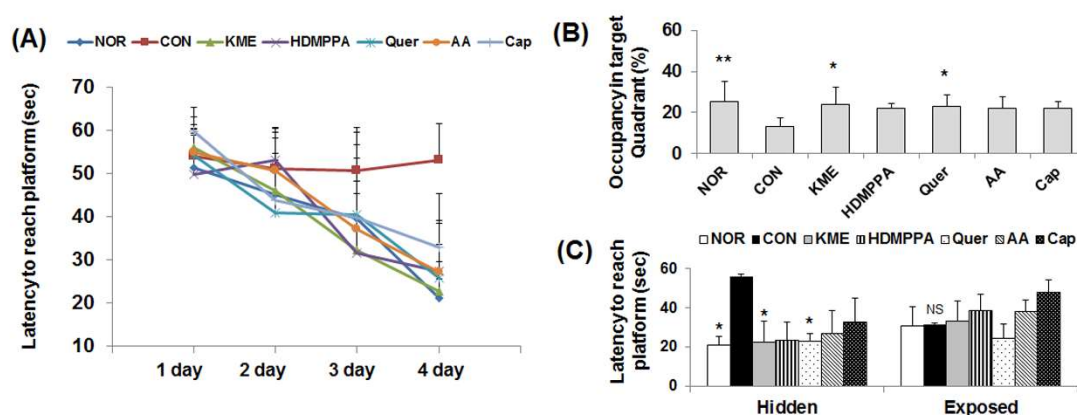 (A)
NOR CON KME HDMPPA Quer AA Cap
Latency to reach platform (sec)
70
60
50
40
30
20
10
1 day 2 day 3 day 4 day
(B)
Occupancy in target
Quadrant (%)
60
40
20
0
** * *
NOR CON KME HDMPPA Quer AA Cap
NOR CON KME HDMPPA Quer AA Cap
(C)
Latency to reach
platform (sec)
60
40
20
0
* * * NS
Hidden Exposed